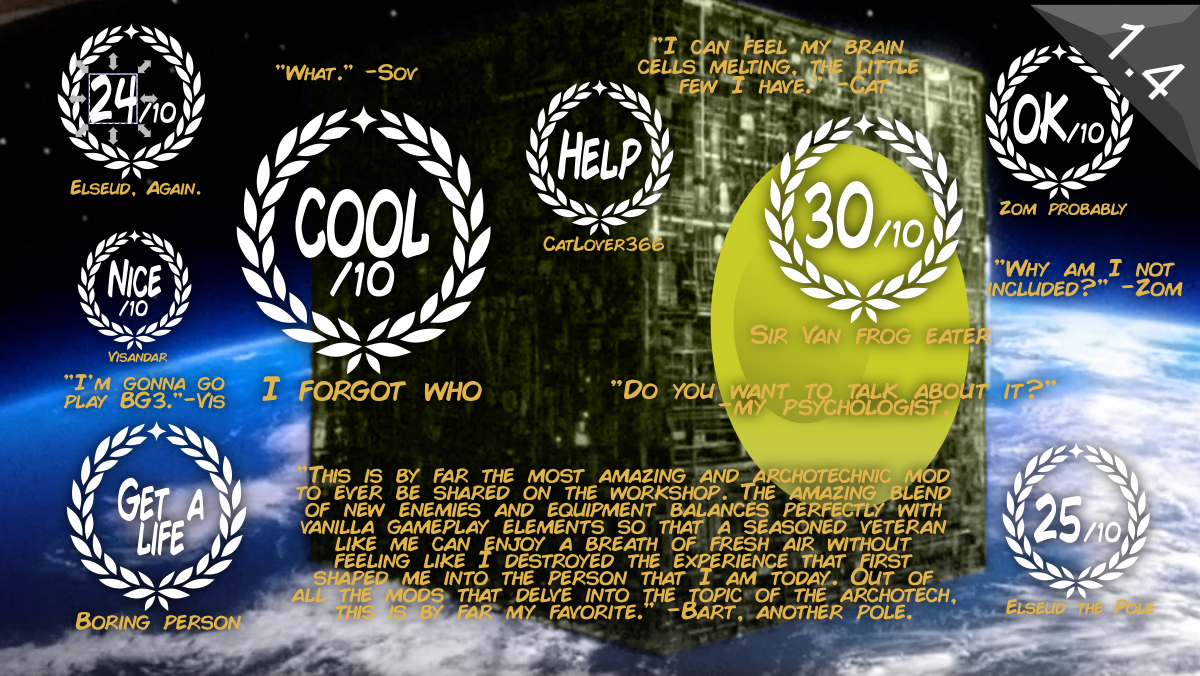 24/10
Elseud, Again.
"What." -Sov
COOL
/10
I forgot who
"I can feel my brain
cells melting, the little
few I have." -Cat
Help
CatLover366
30/10
Sir Van frog eater
OK/10
Zom probably
1.4
"Why am I not
included?" -Zom
Nice
/10
Visandar
"I'm gonna go
play BG3."-Vis
"Do you want to talk about it?"
-my psychologist.
Get a
life
Boring person
"This is by far the most amazing and archotechnic mod
to ever be shared on the workshop. The amazing blend
of new enemies and equipment balances perfectly with
vanilla gameplay elements so that a seasoned veteran
like me can enjoy a breath of fresh air without
feeling like I destroyed the experience that first
shaped me into the person that I am today. Out of
all the mods that delve into the topic of the archotech,
this is by far my favorite." -Bart, another pole.
25/10
Elseud the Pole